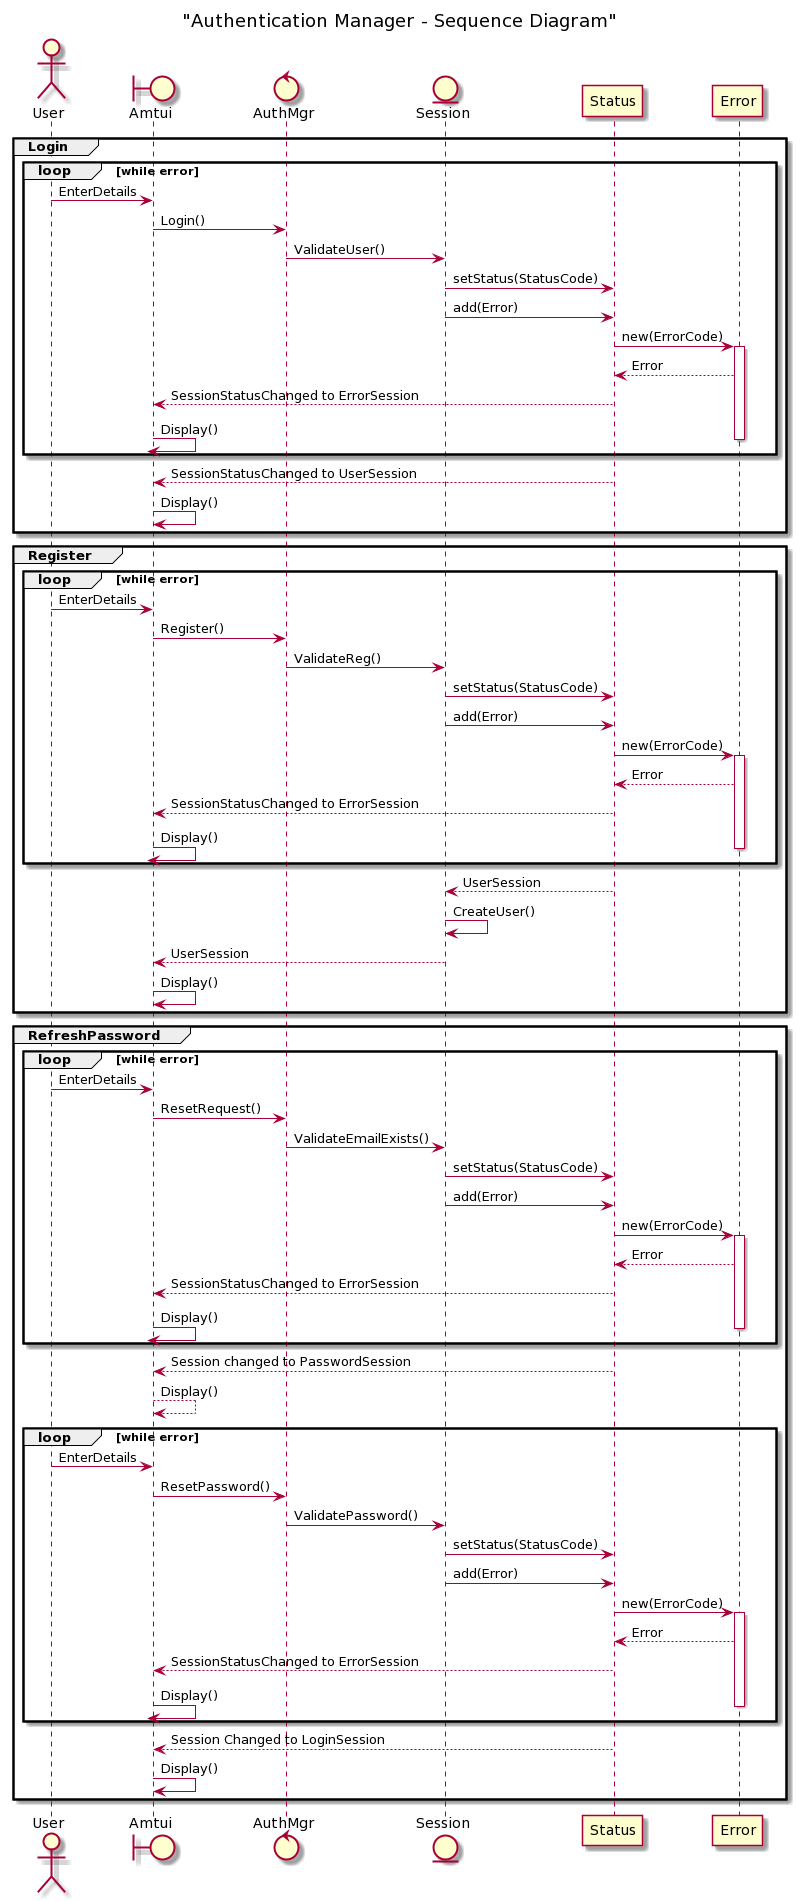 "Authentication Manager - Sequence Diagram"
User Amtui AuthMgr Session Status Error
Login
loop [while error]
EnterDetails
Login()
ValidateUser()
setStatus(StatusCode)
add(Error)
new(ErrorCode)
Error
SessionStatusChanged to ErrorSession
Display()
SessionStatusChanged to UserSession
Display()
Register
loop [while error]
EnterDetails
Register()
ValidateReg()
setStatus(StatusCode)
add(Error)
new(ErrorCode)
Error
SessionStatusChanged to ErrorSession
Display()
UserSession
CreateUser()
UserSession
Display()
RefreshPassword
loop [while error]
EnterDetails
ResetRequest()
ValidateEmailExists()
setStatus(StatusCode)
add(Error)
new(ErrorCode)
Error
SessionStatusChanged to ErrorSession
Display()
Session changed to PasswordSession
Display()
loop [while error]
EnterDetails
ResetPassword()
ValidatePassword()
setStatus(StatusCode)
add(Error)
new(ErrorCode)
Error
SessionStatusChanged to ErrorSession
Display()
Session Changed to LoginSession
Display()
User Amtui AuthMgr Session Status Error